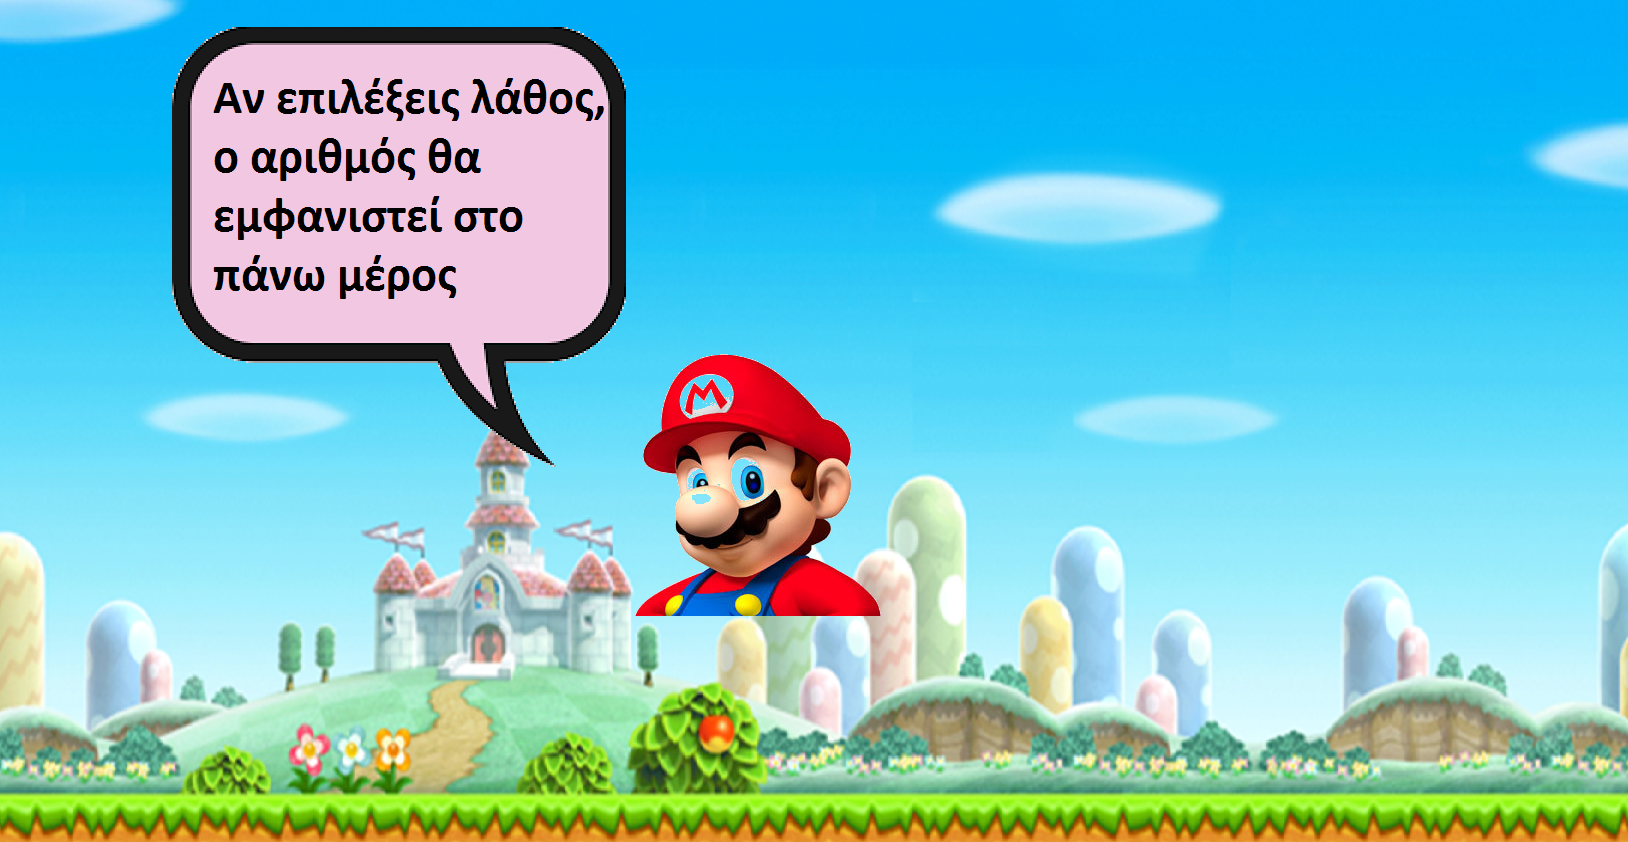 Αν επιλέξεις λάθος,
ο αριθμός θα
εμφανιστεί στο
πάνω μέρος
M